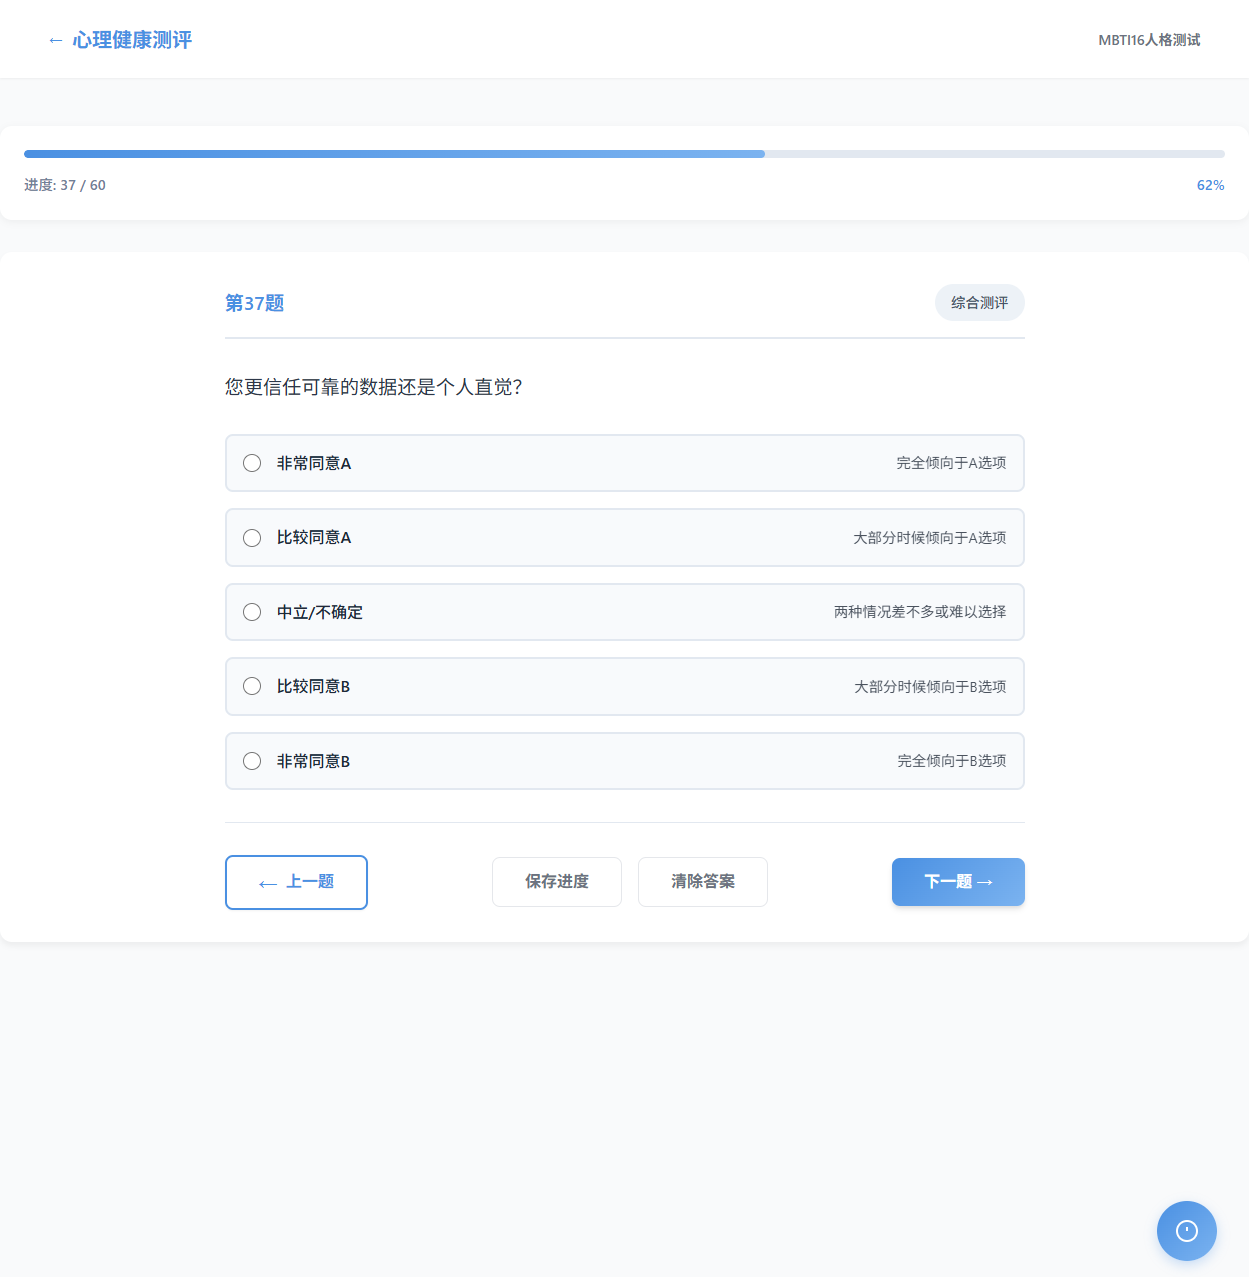 ← 心理健康测评
MBTI16人格测试
进度: 37 / 60
62%
第37题
综合测评
您更信任可靠的数据还是个人直觉？
非常同意A
完全倾向于A选项
比较同意A
大部分时候倾向于A选项
中立/不确定
两种情况差不多或难以选择
比较同意B
大部分时候倾向于B选项
非常同意B
完全倾向于B选项
← 上一题
保存进度
清除答案
下一题 →